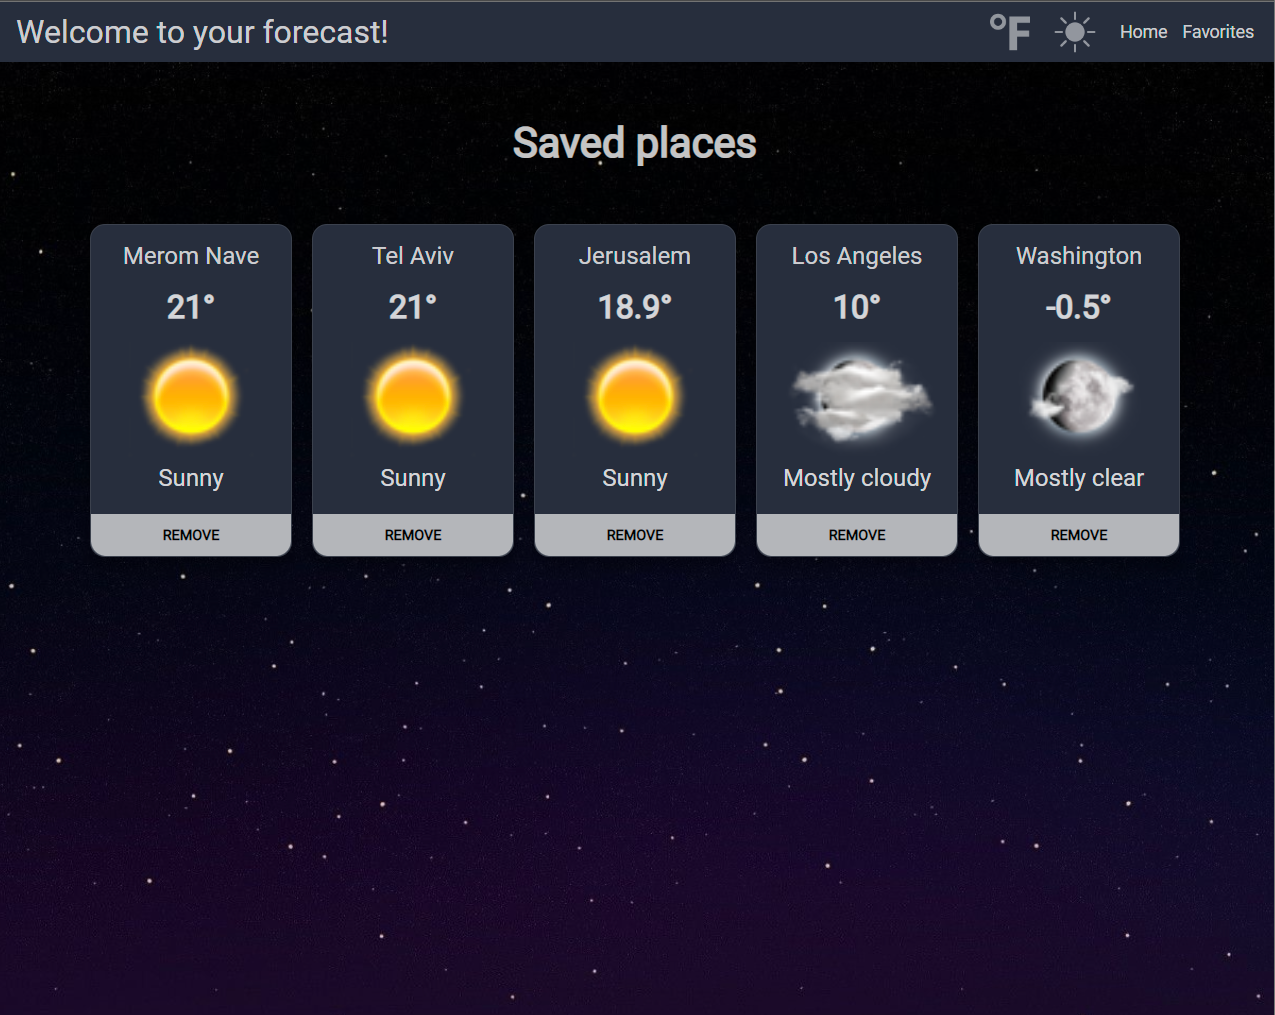 Welcome to your forecast!
°F
Home
Favorites
Saved places
Merom Nave
21°
Sunny
REMOVE
Tel Aviv
21°
Sunny
REMOVE
Jerusalem
18.9°
Sunny
REMOVE
Los Angeles
10°
Mostly cloudy
REMOVE
Washington
-0.5°
Mostly clear
REMOVE